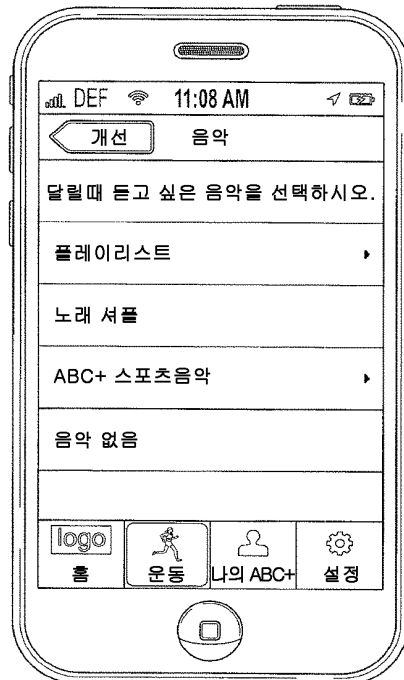 DEF 11:08 AM
개선 음악
달릴때 듣고 싶은 음악을 선택하시오.
플레이리스트
노래 셔플
ABC+ 스포츠음악
음악 없음
logo
홈 운동 나의 ABC+ 설정